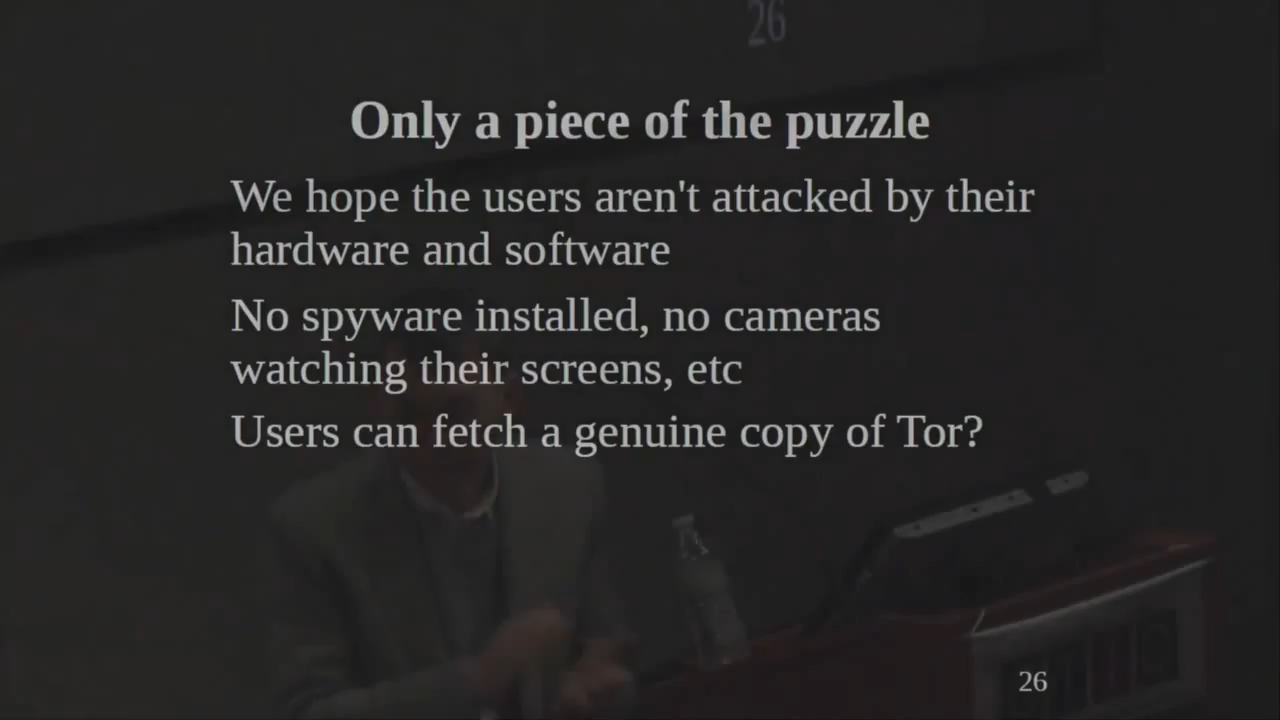 26
Only a piece of the puzzle
We hope the users aren't attacked by their
hardware and software
No spyware installed, no cameras
watching their screens, etc
Users can fetch a genuine copy of Tor?
26